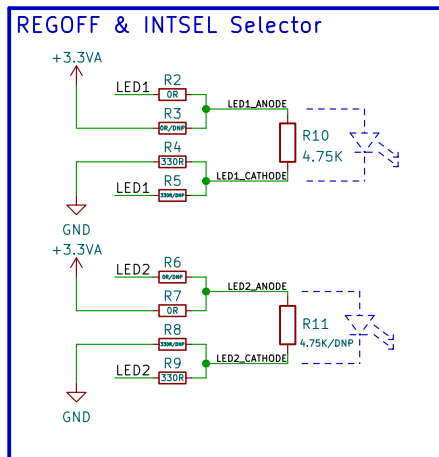 REGOFF & INTSEL Selector
+3.3VA
LED1
R2
0R
LED1_ANODE
R3
0R/DNP
R10
4.75K
R4
330R
LED1_CATHODE
LED1
R5
330R/DNP
GND
+3.3VA
LED2
R6
0R/DNP
LED2_ANODE
R7
0R
R11
4.75K/DNP
R8
330R/DNP
LED2_CATHODE
LED2
R9
330R
GND